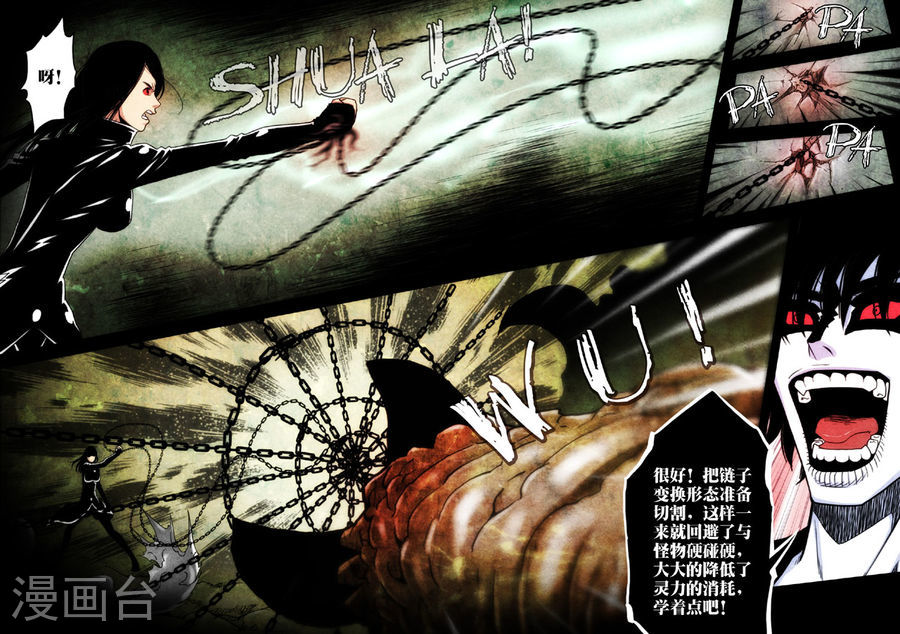 呀!
SHUA LA!
PA
PA
PA
WU!
很好!把链子
变换形态准备
切割,这样一
来就回避了与
怪物硬碰硬,
大大的降低了
灵力的消耗,
学着点吧!
漫画台